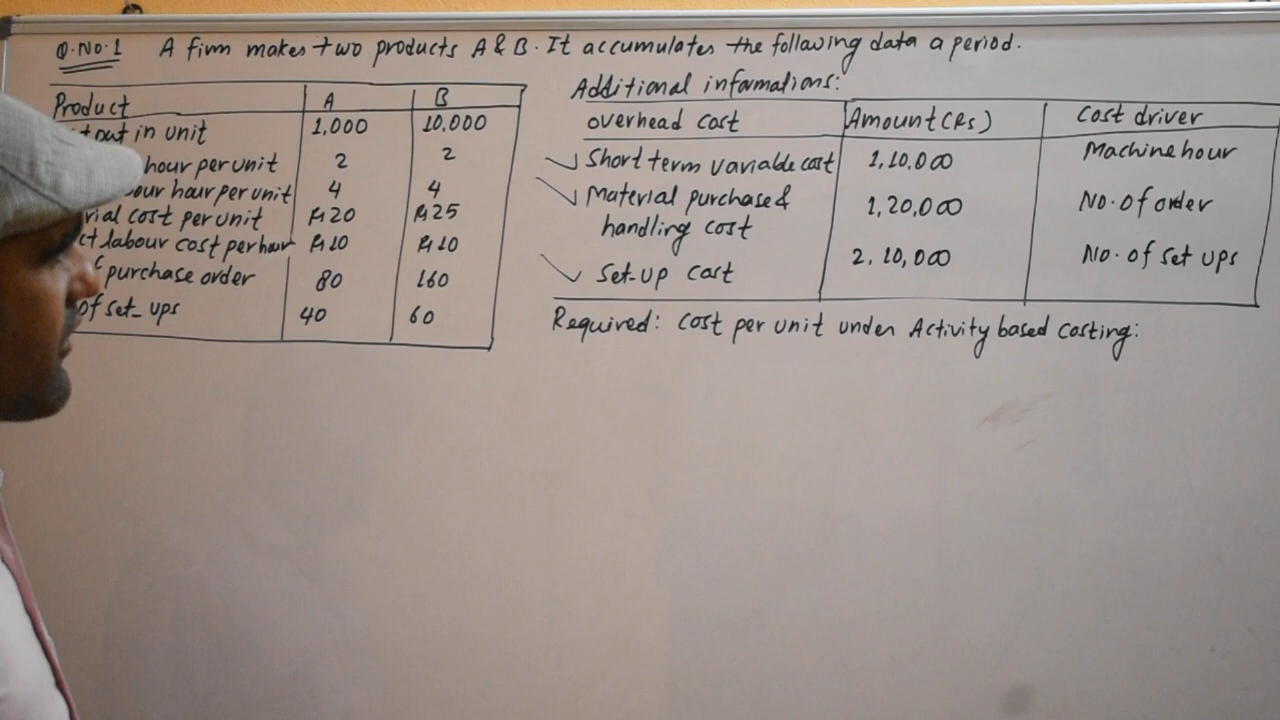 Q.No.1 A firm makes two products A & B. It accumulates the following data a period.
Product A B
in unit 1,000 10,000
hour per unit 2 2
hour per unit 4 4
cost per unit Rs 20 Rs 25
labour cost per hour Rs 10 Rs 10
purchase order 80 160
of set-ups 40 60
Additional informations:
overhead cost Amount (Rs) Cost driver
Short term variable cost 1,10,000 Machine hour
Material purchase & 1,20,000 No. of order
handling cost
Set-up cost 2,10,000 No. of set ups
Required: Cost per unit under Activity based costing: